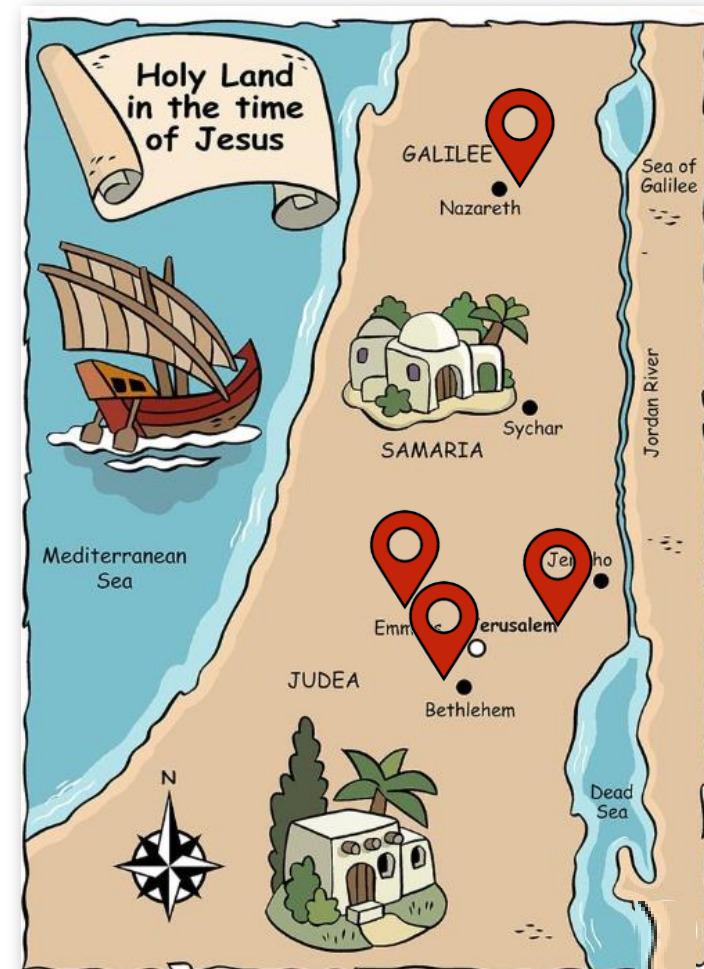 Holy Land
in the time
of Jesus
GALILEE
Sea of
Galilee
Nazareth
Jordan River
Sychar
SAMARIA
Mediterranean
Sea
JUDEA
Bethlehem
Dead
Sea
N